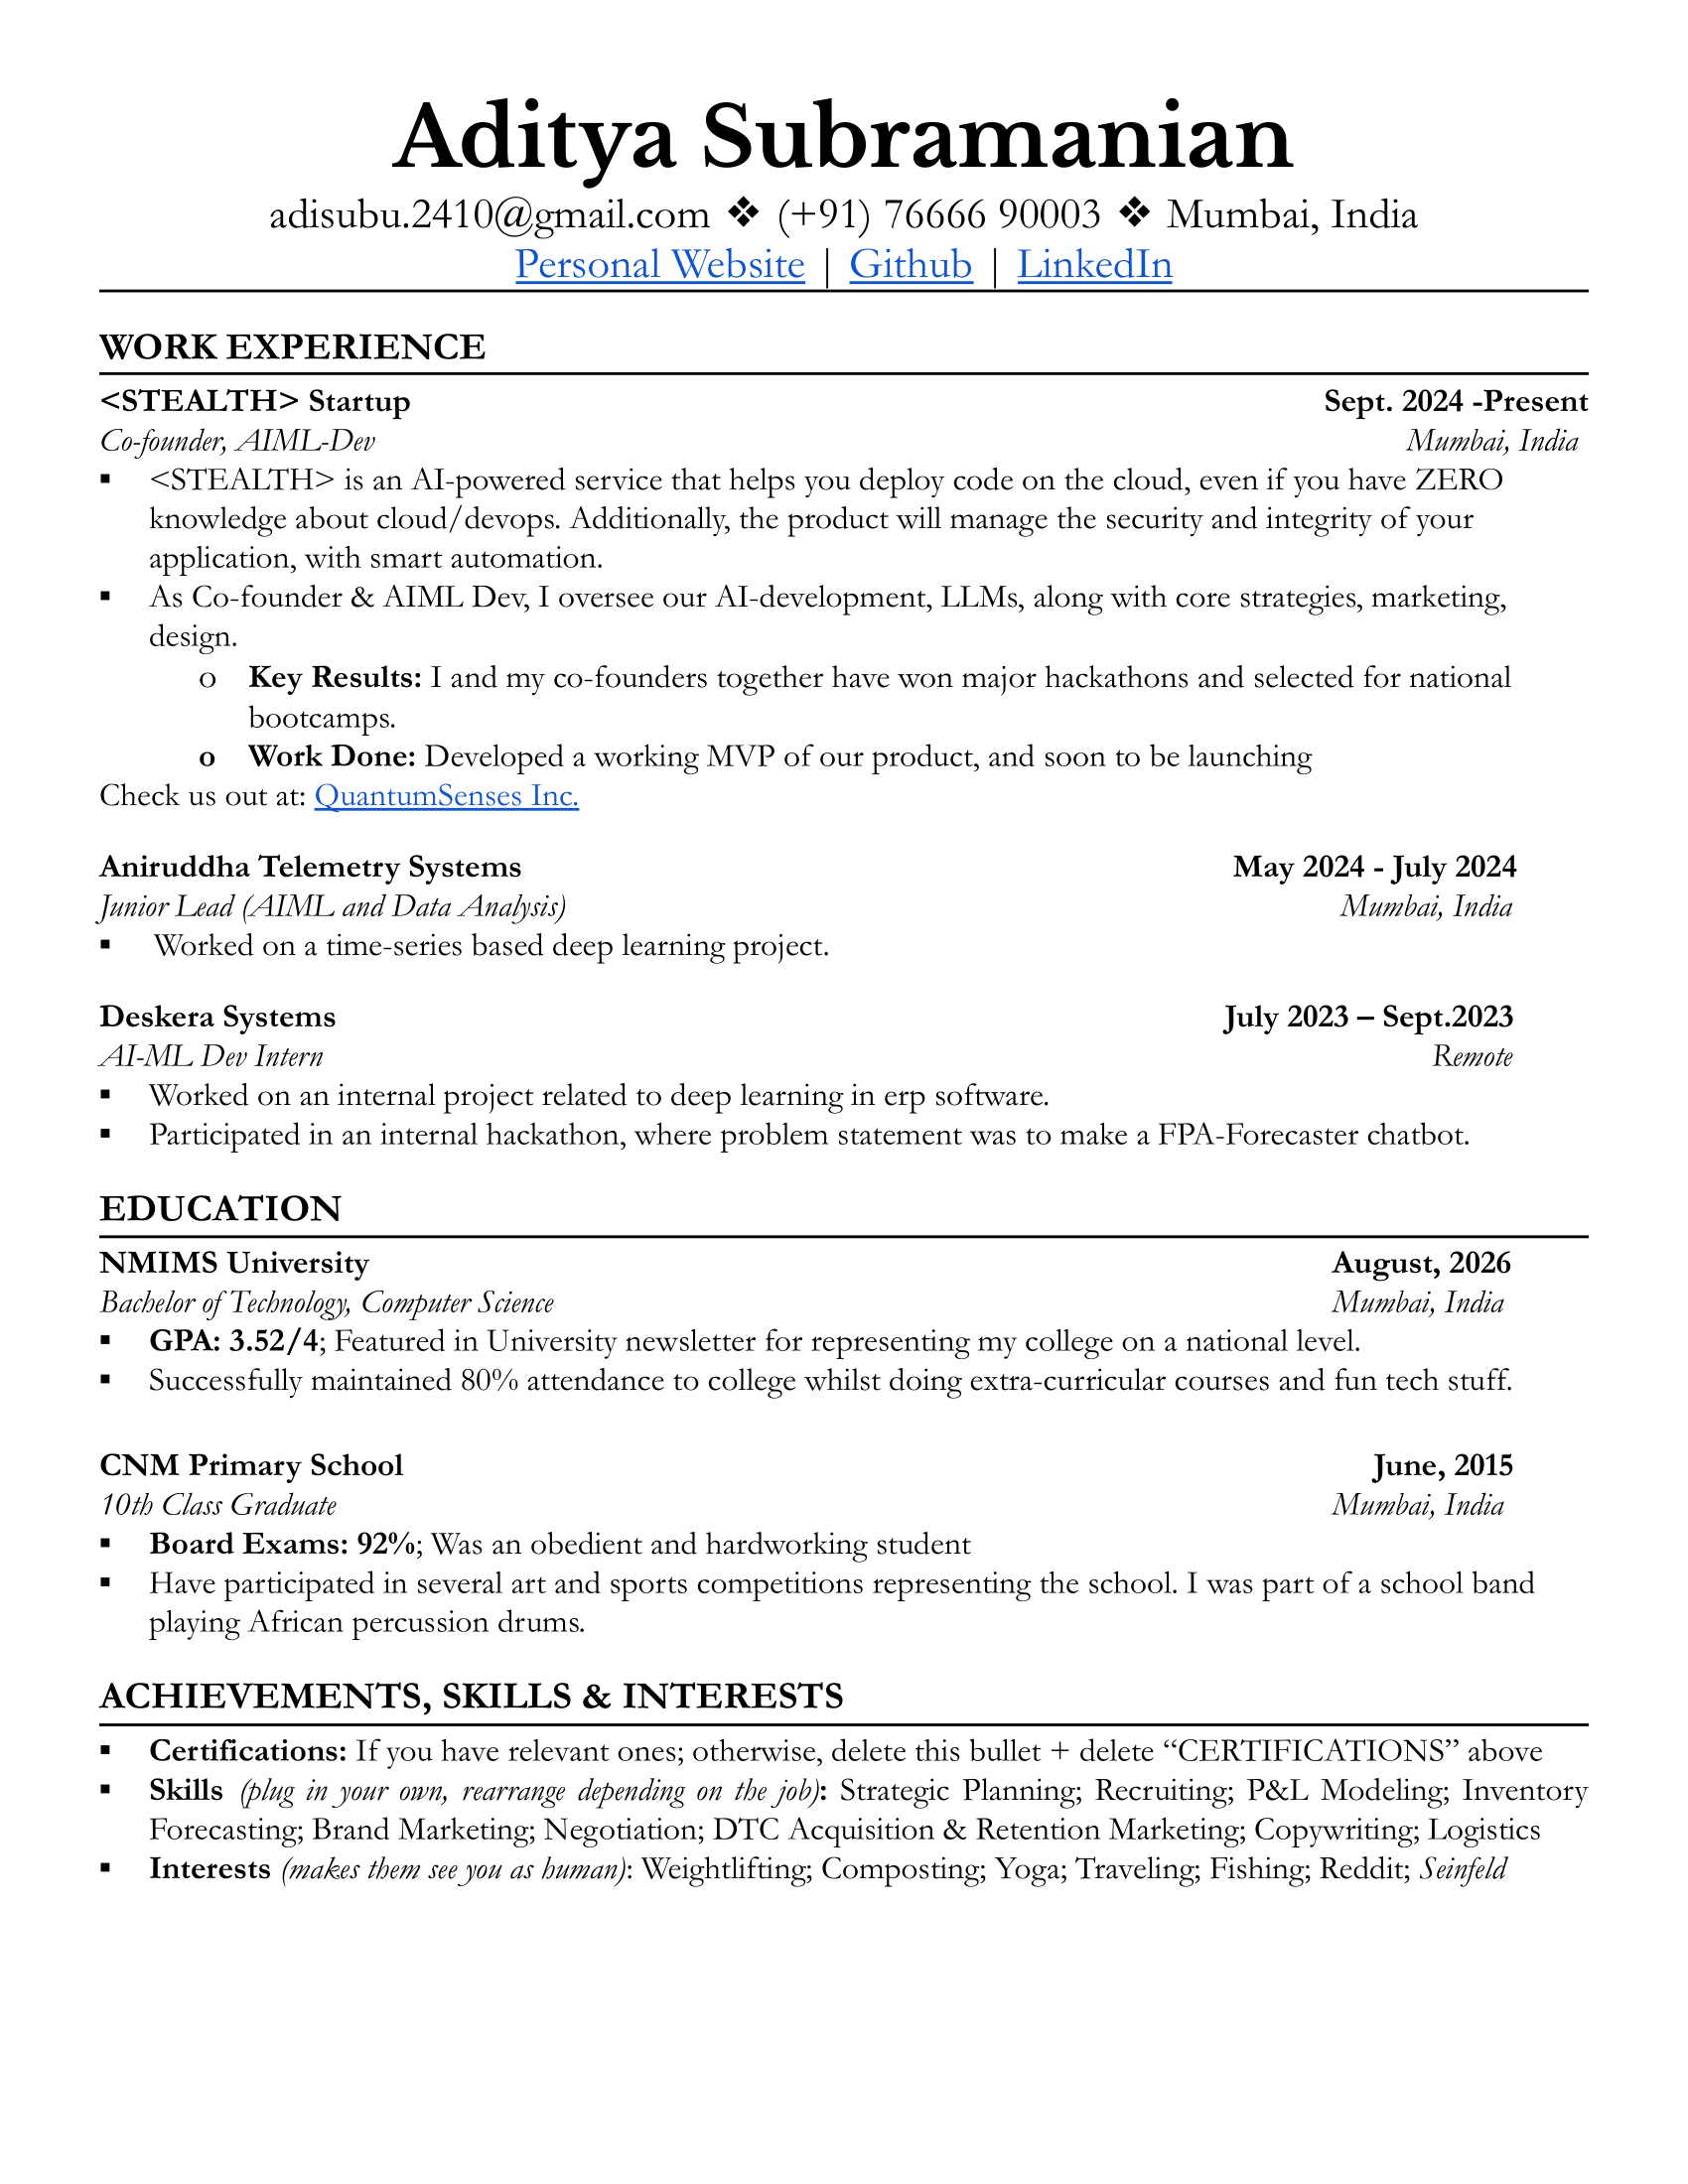 Aditya Subramanian
adisubu.2410@gmail.com ❖ (+91) 76666 90003 ❖ Mumbai, India
Personal Website | Github | LinkedIn
WORK EXPERIENCE
<STEALTH> Startup Sept. 2024 -Present
Co-founder, AIML-Dev Mumbai, India
▪ <STEALTH> is an AI-powered service that helps you deploy code on the cloud, even if you have ZERO
knowledge about cloud/devops. Additionally, the product will manage the security and integrity of your
application, with smart automation.
▪ As Co-founder & AIML Dev, I oversee our AI-development, LLMs, along with core strategies, marketing,
design.
o Key Results: I and my co-founders together have won major hackathons and selected for national
bootcamps.
o Work Done: Developed a working MVP of our product, and soon to be launching
Check us out at: QuantumSenses Inc.
Aniruddha Telemetry Systems May 2024 - July 2024
Junior Lead (AIML and Data Analysis) Mumbai, India
▪ Worked on a time-series based deep learning project.
Deskera Systems July 2023 – Sept.2023
AI-ML Dev Intern Remote
▪ Worked on an internal project related to deep learning in erp software.
▪ Participated in an internal hackathon, where problem statement was to make a FPA-Forecaster chatbot.
EDUCATION
NMIMS University August, 2026
Bachelor of Technology, Computer Science Mumbai, India
▪ GPA: 3.52/4; Featured in University newsletter for representing my college on a national level.
▪ Successfully maintained 80% attendance to college whilst doing extra-curricular courses and fun tech stuff.
CNM Primary School June, 2015
10th Class Graduate Mumbai, India
▪ Board Exams: 92%; Was an obedient and hardworking student
▪ Have participated in several art and sports competitions representing the school. I was part of a school band
playing African percussion drums.
ACHIEVEMENTS, SKILLS & INTERESTS
▪ Certifications: If you have relevant ones; otherwise, delete this bullet + delete “CERTIFICATIONS” above
▪ Skills (plug in your own, rearrange depending on the job): Strategic Planning; Recruiting; P&L Modeling; Inventory
Forecasting; Brand Marketing; Negotiation; DTC Acquisition & Retention Marketing; Copywriting; Logistics
▪ Interests (makes them see you as human): Weightlifting; Composting; Yoga; Traveling; Fishing; Reddit; Seinfeld